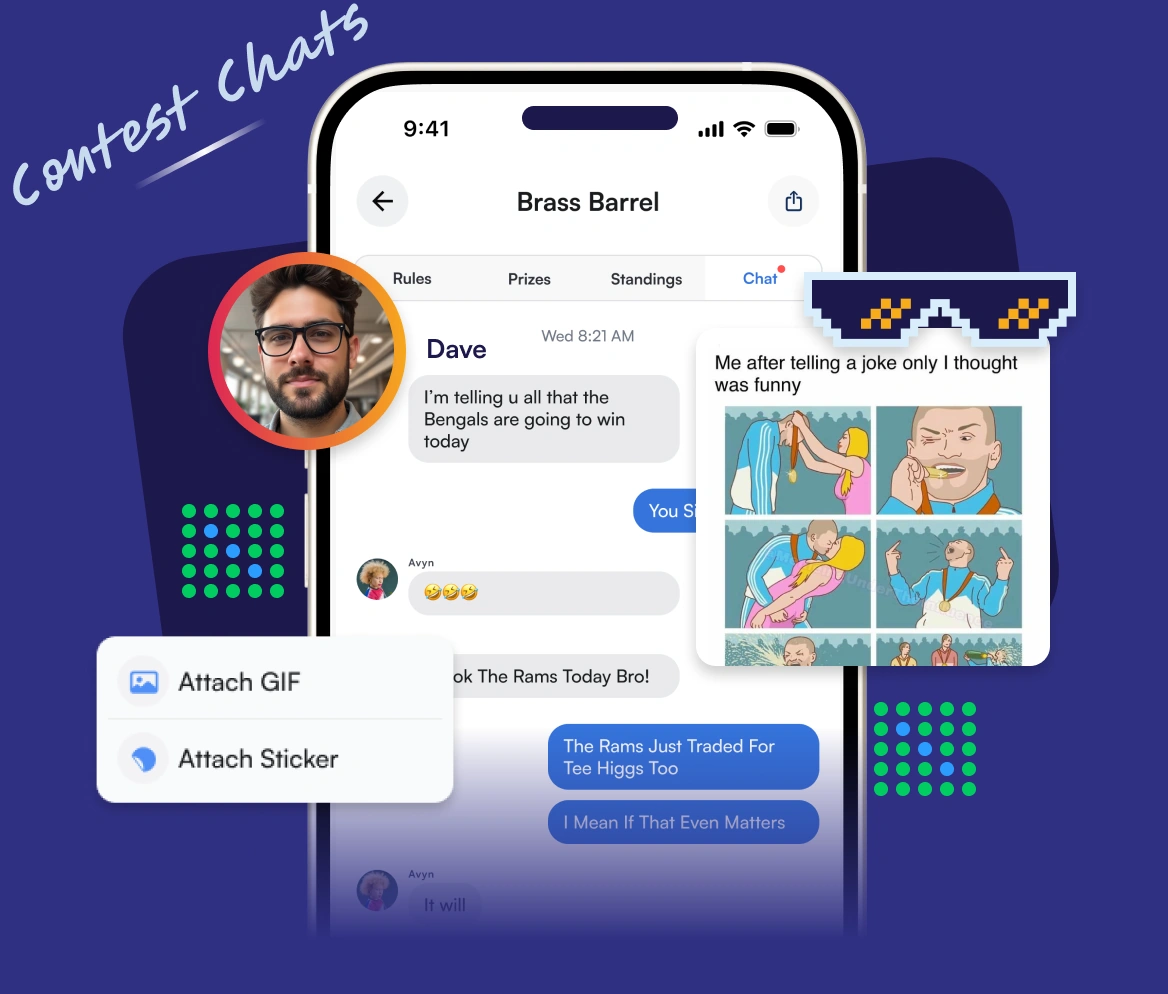 Contest Chats
9:41
Brass Barrel
Rules
Prizes
Standings
Chat
Wed 8:21 AM
Dave
I'm telling u all that the
Bengals are going to win
today
Me after telling a joke only I thought
was funny
You
Avyn
The Rams Today Bro!
Attach GIF
Attach Sticker
The Rams Just Traded For
Tee Higgs Too
I Mean If That Even Matters
Avyn
It will